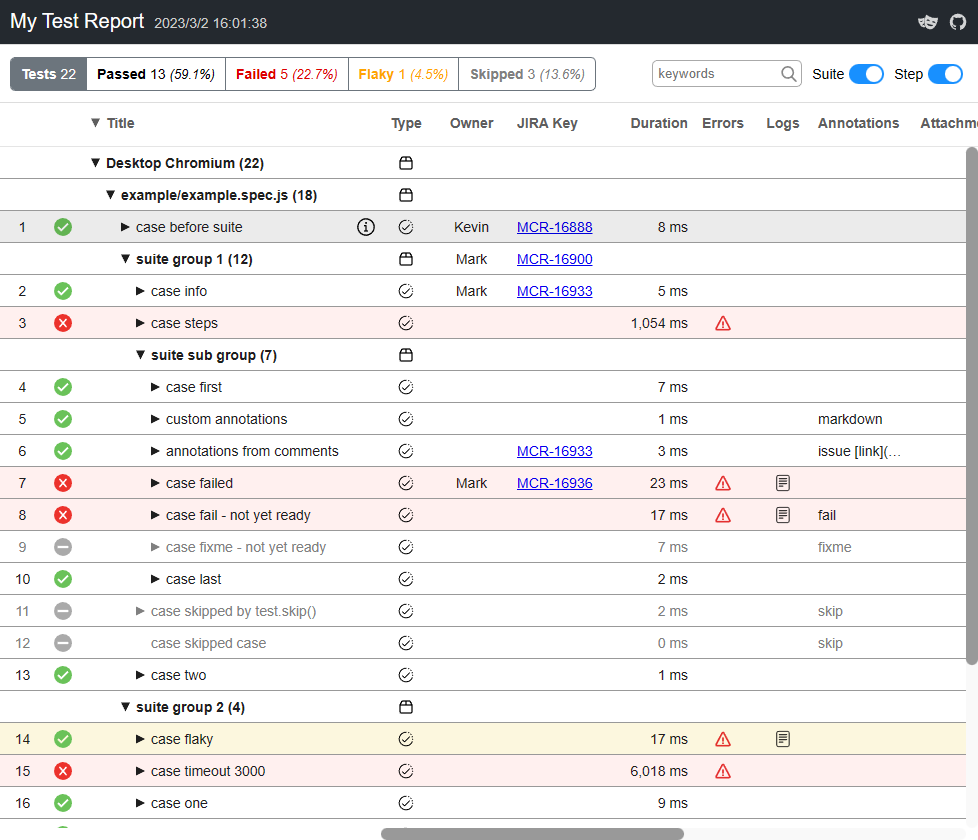 My Test Report 2023/3/2 16:01:38
Tests 22 Passed 13 (59.1%) Failed 5 (22.7%) Flaky 1 (4.5%) Skipped 3 (13.6%) keywords Suite Step
Title Type Owner JIRA Key Duration Errors Logs Annotations Attachm
Desktop Chromium (22)
example/example.spec.js (18)
1 case before suite Kevin MCR-16888 8 ms
suite group 1 (12) Mark MCR-16900
2 case info Mark MCR-16933 5 ms
3 case steps 1,054 ms
suite sub group (7)
4 case first 7 ms
5 custom annotations 1 ms markdown
6 annotations from comments MCR-16933 3 ms issue [link](…
7 case failed Mark MCR-16936 23 ms
8 case fail - not yet ready 17 ms fail
9 case fixme - not yet ready 7 ms fixme
10 case last 2 ms
11 case skipped by test.skip() 2 ms skip
12 case skipped case 0 ms skip
13 case two 1 ms
suite group 2 (4)
14 case flaky 17 ms
15 case timeout 3000 6,018 ms
16 case one 9 ms